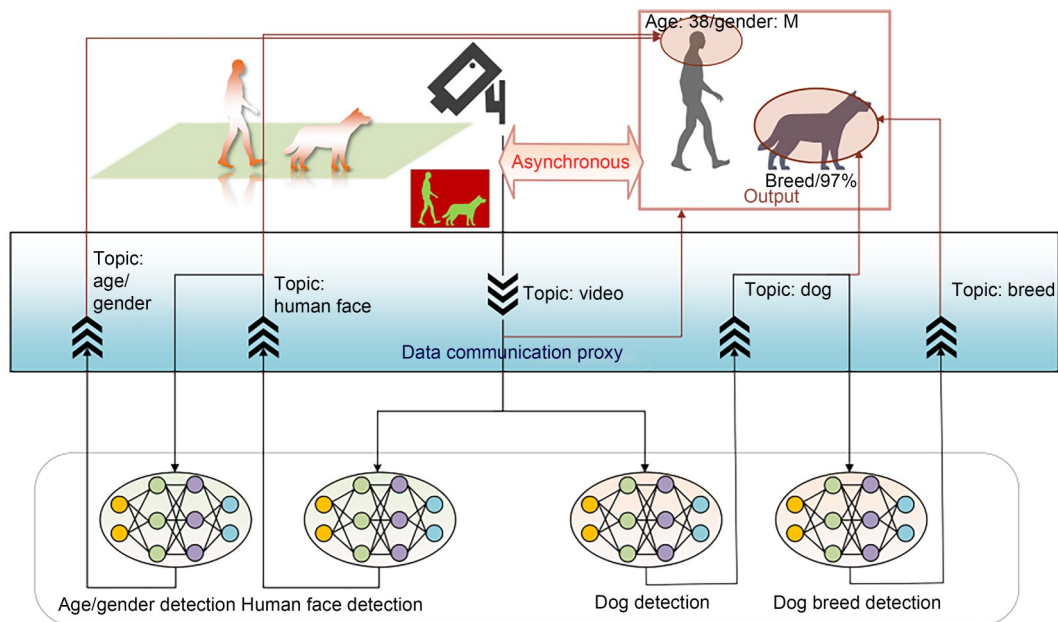 Age: 38/gender: M
Asynchronous
Breed/97%
Output
Topic:
age/
gender
Topic:
human face
Topic: video
Topic: dog
Topic: breed
Data communication proxy
Age/gender detection
Human face detection
Dog detection
Dog breed detection